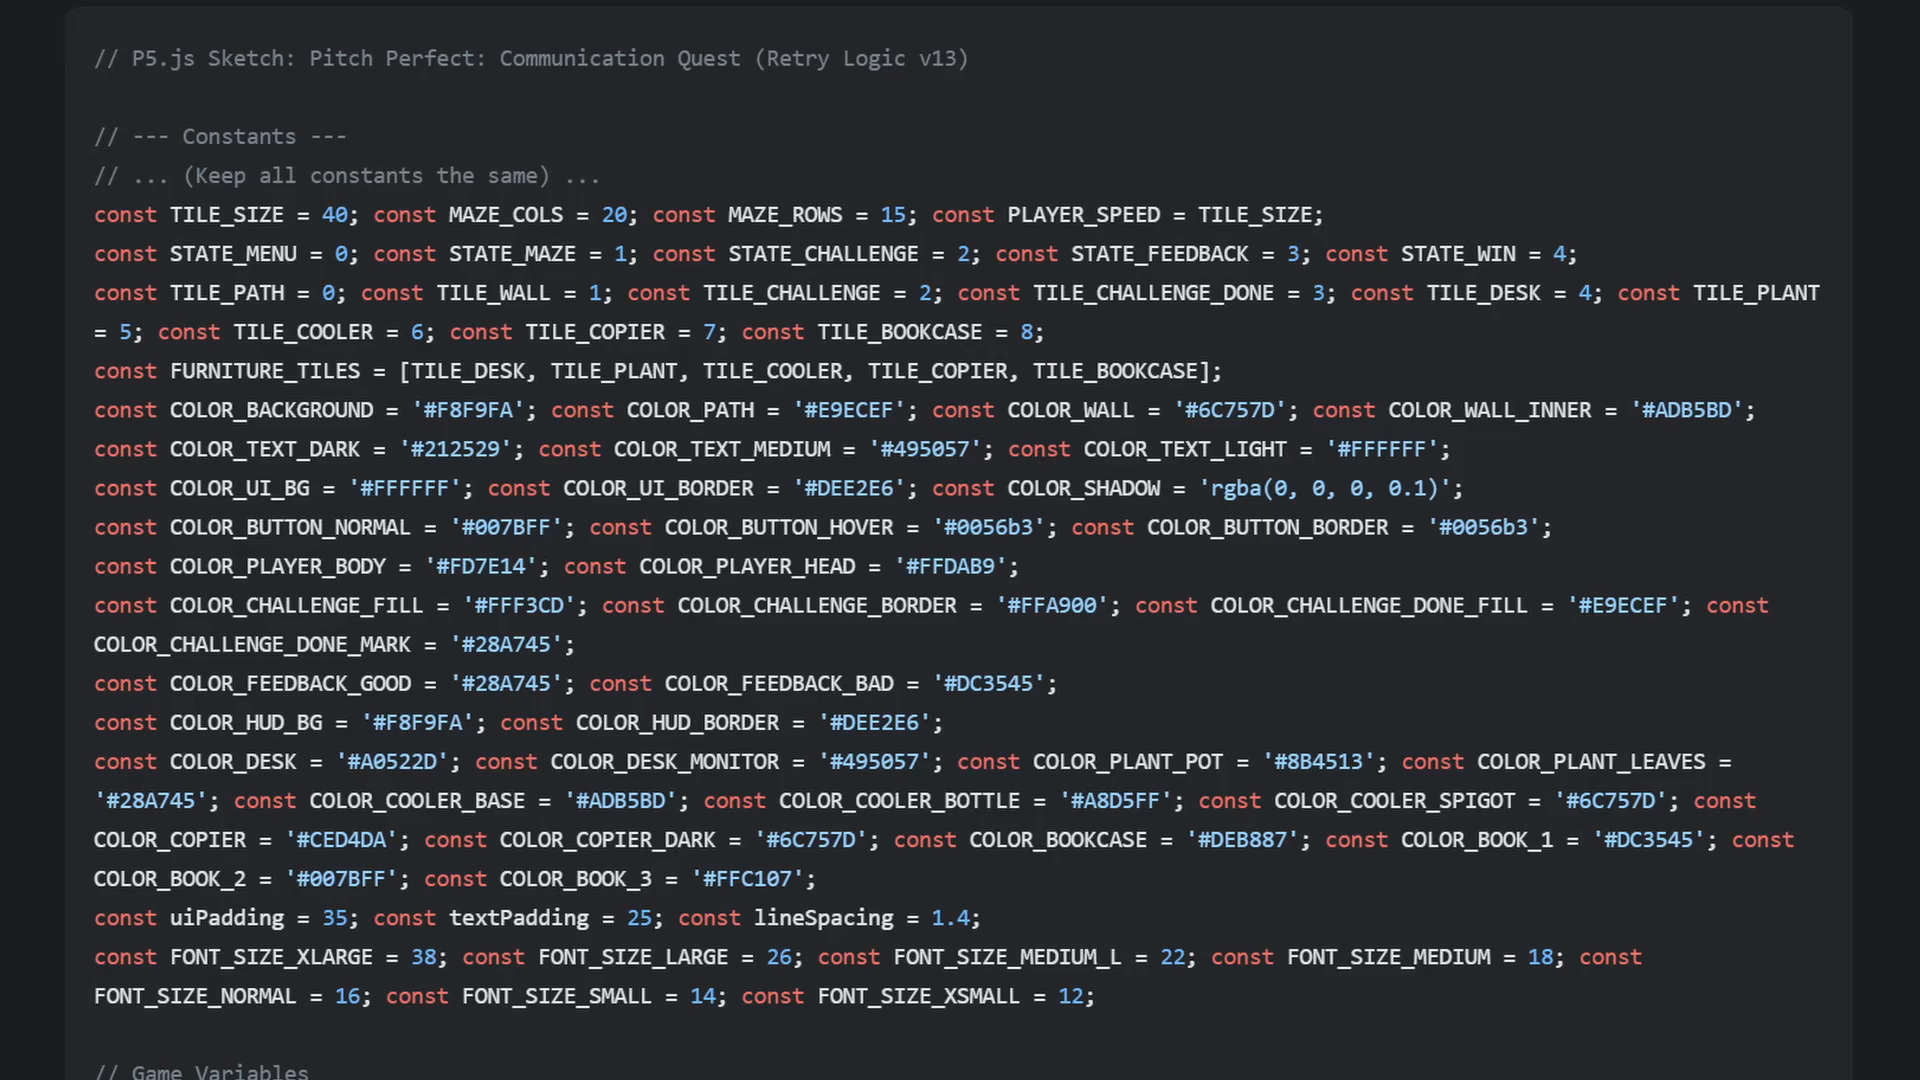 // P5.js Sketch: Pitch Perfect: Communication Quest (Retry Logic v13)
// --- Constants ---
// ... (Keep all constants the same) ...
const TILE_SIZE = 40; const MAZE_COLS = 20; const MAZE_ROWS = 15; const PLAYER_SPEED = TILE_SIZE;
const STATE_MENU = 0; const STATE_MAZE = 1; const STATE_CHALLENGE = 2; const STATE_FEEDBACK = 3; const STATE_WIN = 4;
const TILE_PATH = 0; const TILE_WALL = 1; const TILE_CHALLENGE = 2; const TILE_CHALLENGE_DONE = 3; const TILE_DESK = 4; const TILE_PLANT
= 5; const TILE_COOLER = 6; const TILE_COPIER = 7; const TILE_BOOKCASE = 8;
const FURNITURE_TILES = [TILE_DESK, TILE_PLANT, TILE_COOLER, TILE_COPIER, TILE_BOOKCASE];
const COLOR_BACKGROUND = '#F8F9FA'; const COLOR_PATH = '#E9ECEF'; const COLOR_WALL = '#6C757D'; const COLOR_WALL_INNER = '#ADB5BD';
const COLOR_TEXT_DARK = '#212529'; const COLOR_TEXT_MEDIUM = '#495057'; const COLOR_TEXT_LIGHT = '#FFFFFF';
const COLOR_UI_BG = '#FFFFFF'; const COLOR_UI_BORDER = '#DEE2E6'; const COLOR_SHADOW = 'rgba(0, 0, 0, 0.1)';
const COLOR_BUTTON_NORMAL = '#007BFF'; const COLOR_BUTTON_HOVER = '#0056b3'; const COLOR_BUTTON_BORDER = '#0056b3';
const COLOR_PLAYER_BODY = '#FD7E14'; const COLOR_PLAYER_HEAD = '#FFDAB9';
const COLOR_CHALLENGE_FILL = '#FFF3CD'; const COLOR_CHALLENGE_BORDER = '#FFA900'; const COLOR_CHALLENGE_DONE_FILL = '#E9ECEF'; const
COLOR_CHALLENGE_DONE_MARK = '#28A745';
const COLOR_FEEDBACK_GOOD = '#28A745'; const COLOR_FEEDBACK_BAD = '#DC3545';
const COLOR_HUD_BG = '#F8F9FA'; const COLOR_HUD_BORDER = '#DEE2E6';
const COLOR_DESK = '#A0522D'; const COLOR_DESK_MONITOR = '#495057'; const COLOR_PLANT_POT = '#8B4513'; const COLOR_PLANT_LEAVES =
'#28A745'; const COLOR_COOLER_BASE = '#ADB5BD'; const COLOR_COOLER_BOTTLE = '#A8D5FF'; const COLOR_COOLER_SPIGOT = '#6C757D'; const
COLOR_COPIER = '#CED4DA'; const COLOR_COPIER_DARK = '#6C757D'; const COLOR_BOOKCASE = '#DEB887'; const COLOR_BOOK_1 = '#DC3545'; const
COLOR_BOOK_2 = '#007BFF'; const COLOR_BOOK_3 = '#FFC107';
const uiPadding = 35; const textPadding = 25; const lineSpacing = 1.4;
const FONT_SIZE_XLARGE = 38; const FONT_SIZE_LARGE = 26; const FONT_SIZE_MEDIUM_L = 22; const FONT_SIZE_MEDIUM = 18; const
FONT_SIZE_NORMAL = 16; const FONT_SIZE_SMALL = 14; const FONT_SIZE_XSMALL = 12;
// Game Variables